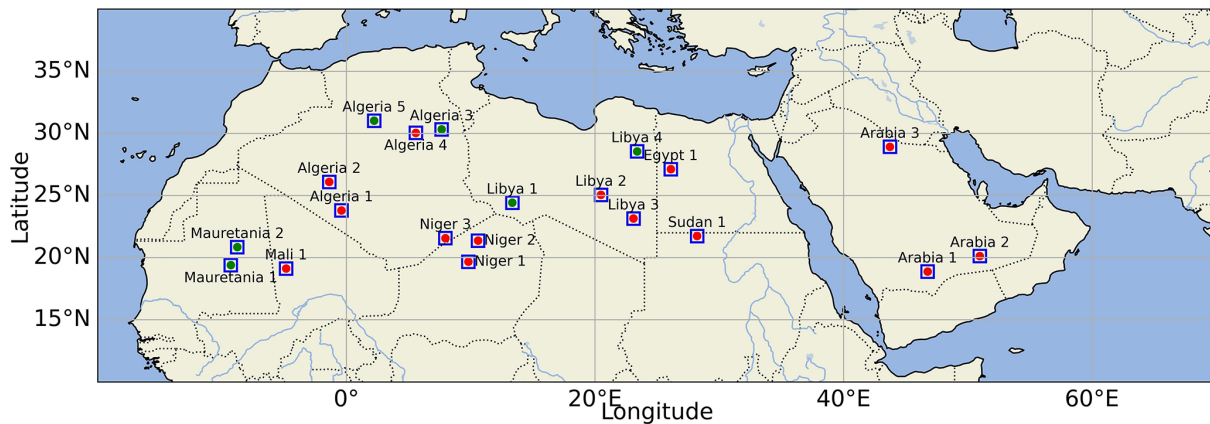 35°N
30°N
25°N
20°N
15°N
Latitude
Algeria 5
Algeria 3
Algeria 4
Libya 4
Egypt 1
Arabia 3
Algeria 2
Algeria 1
Libya 1
Libya 2
Libya 3
Mauretania 2
Mali 1
Mauretania 1
Niger 3
Niger 2
Niger 1
Sudan 1
Arabia 2
Arabia 1
0°
20°E
40°E
60°E
Longitude